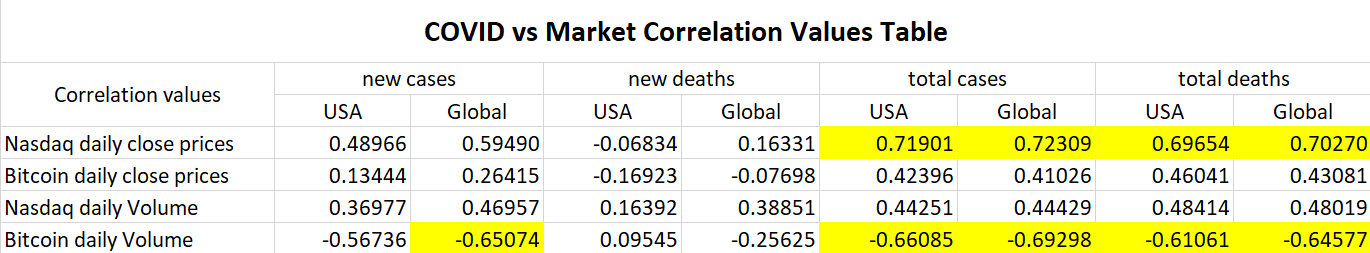 COVID vs Market Correlation Values Table
Correlation values new cases new deaths total cases total deaths
USA Global USA Global USA Global USA Global
Nasdaq daily close prices 0.48966 0.59490 -0.06834 0.16331 0.71901 0.72309 0.69654 0.70270
Bitcoin daily close prices 0.13444 0.26415 -0.16923 -0.07698 0.42396 0.41026 0.46041 0.43081
Nasdaq daily Volume 0.36977 0.46957 0.16392 0.38851 0.44251 0.44429 0.48414 0.48019
Bitcoin daily Volume -0.56736 -0.65074 0.09545 -0.25625 -0.66085 -0.69298 -0.61061 -0.64577